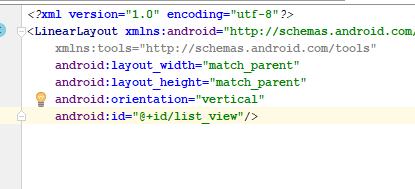 <?xml version="1.0" encoding="utf-8"?>
<LinearLayout xmlns:android="http://schemas.android.com/
xmlns:tools="http://schemas.android.com/tools"
android:layout_width="match_parent"
android:layout_height="match_parent"
android:orientation="vertical"
android:id="@+id/list_view"/>